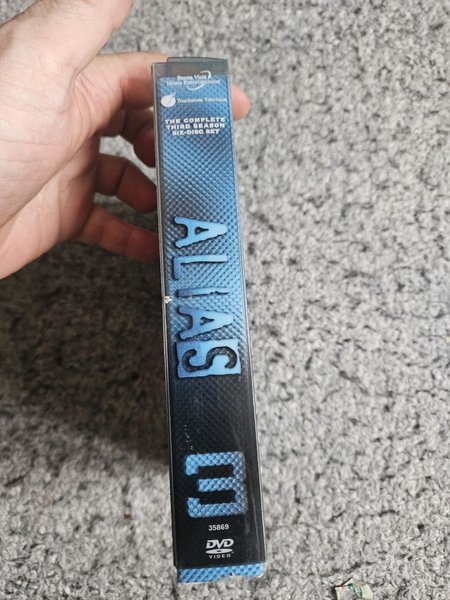 Buena Vista
Home Entertainment
Touchstone Television
THE COMPLETE
THIRD SEASON
SIX-DISC SET
ALIAS
3
35869
DVD
VIDEO